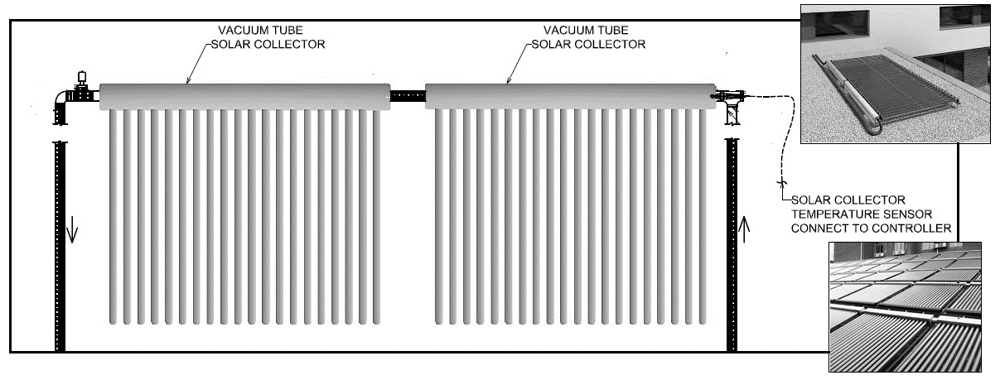 VACUUM TUBE
SOLAR COLLECTOR
VACUUM TUBE
SOLAR COLLECTOR
SOLAR COLLECTOR
TEMPERATURE SENSOR
CONNECT TO CONTROLLER